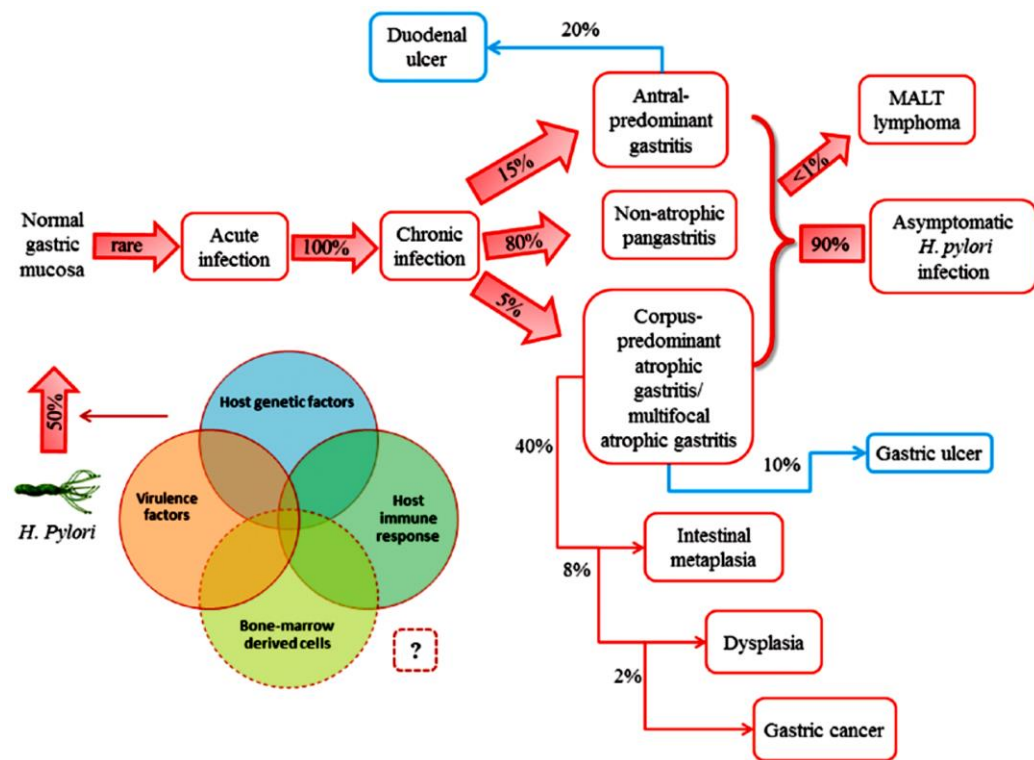 Duodenal
ulcer
20%
Antral-
predominant
gastritis
MALT
lymphoma
<1%
15%
Normal
gastric
mucosa
rare
Acute
infection
100%
Chronic
infection
80%
Non-atrophic
pangastritis
90%
Asymptomatic
H. pylori
infection
5%
Corpus-
predominant
atrophic
gastritis/
multifocal
atrophic gastritis
50%
H. Pylori
Host genetic factors
Virulence
factors
Host
immune
response
Bone-marrow
derived cells
?
40%
10%
Gastric ulcer
Intestinal
metaplasia
8%
Dysplasia
2%
Gastric cancer